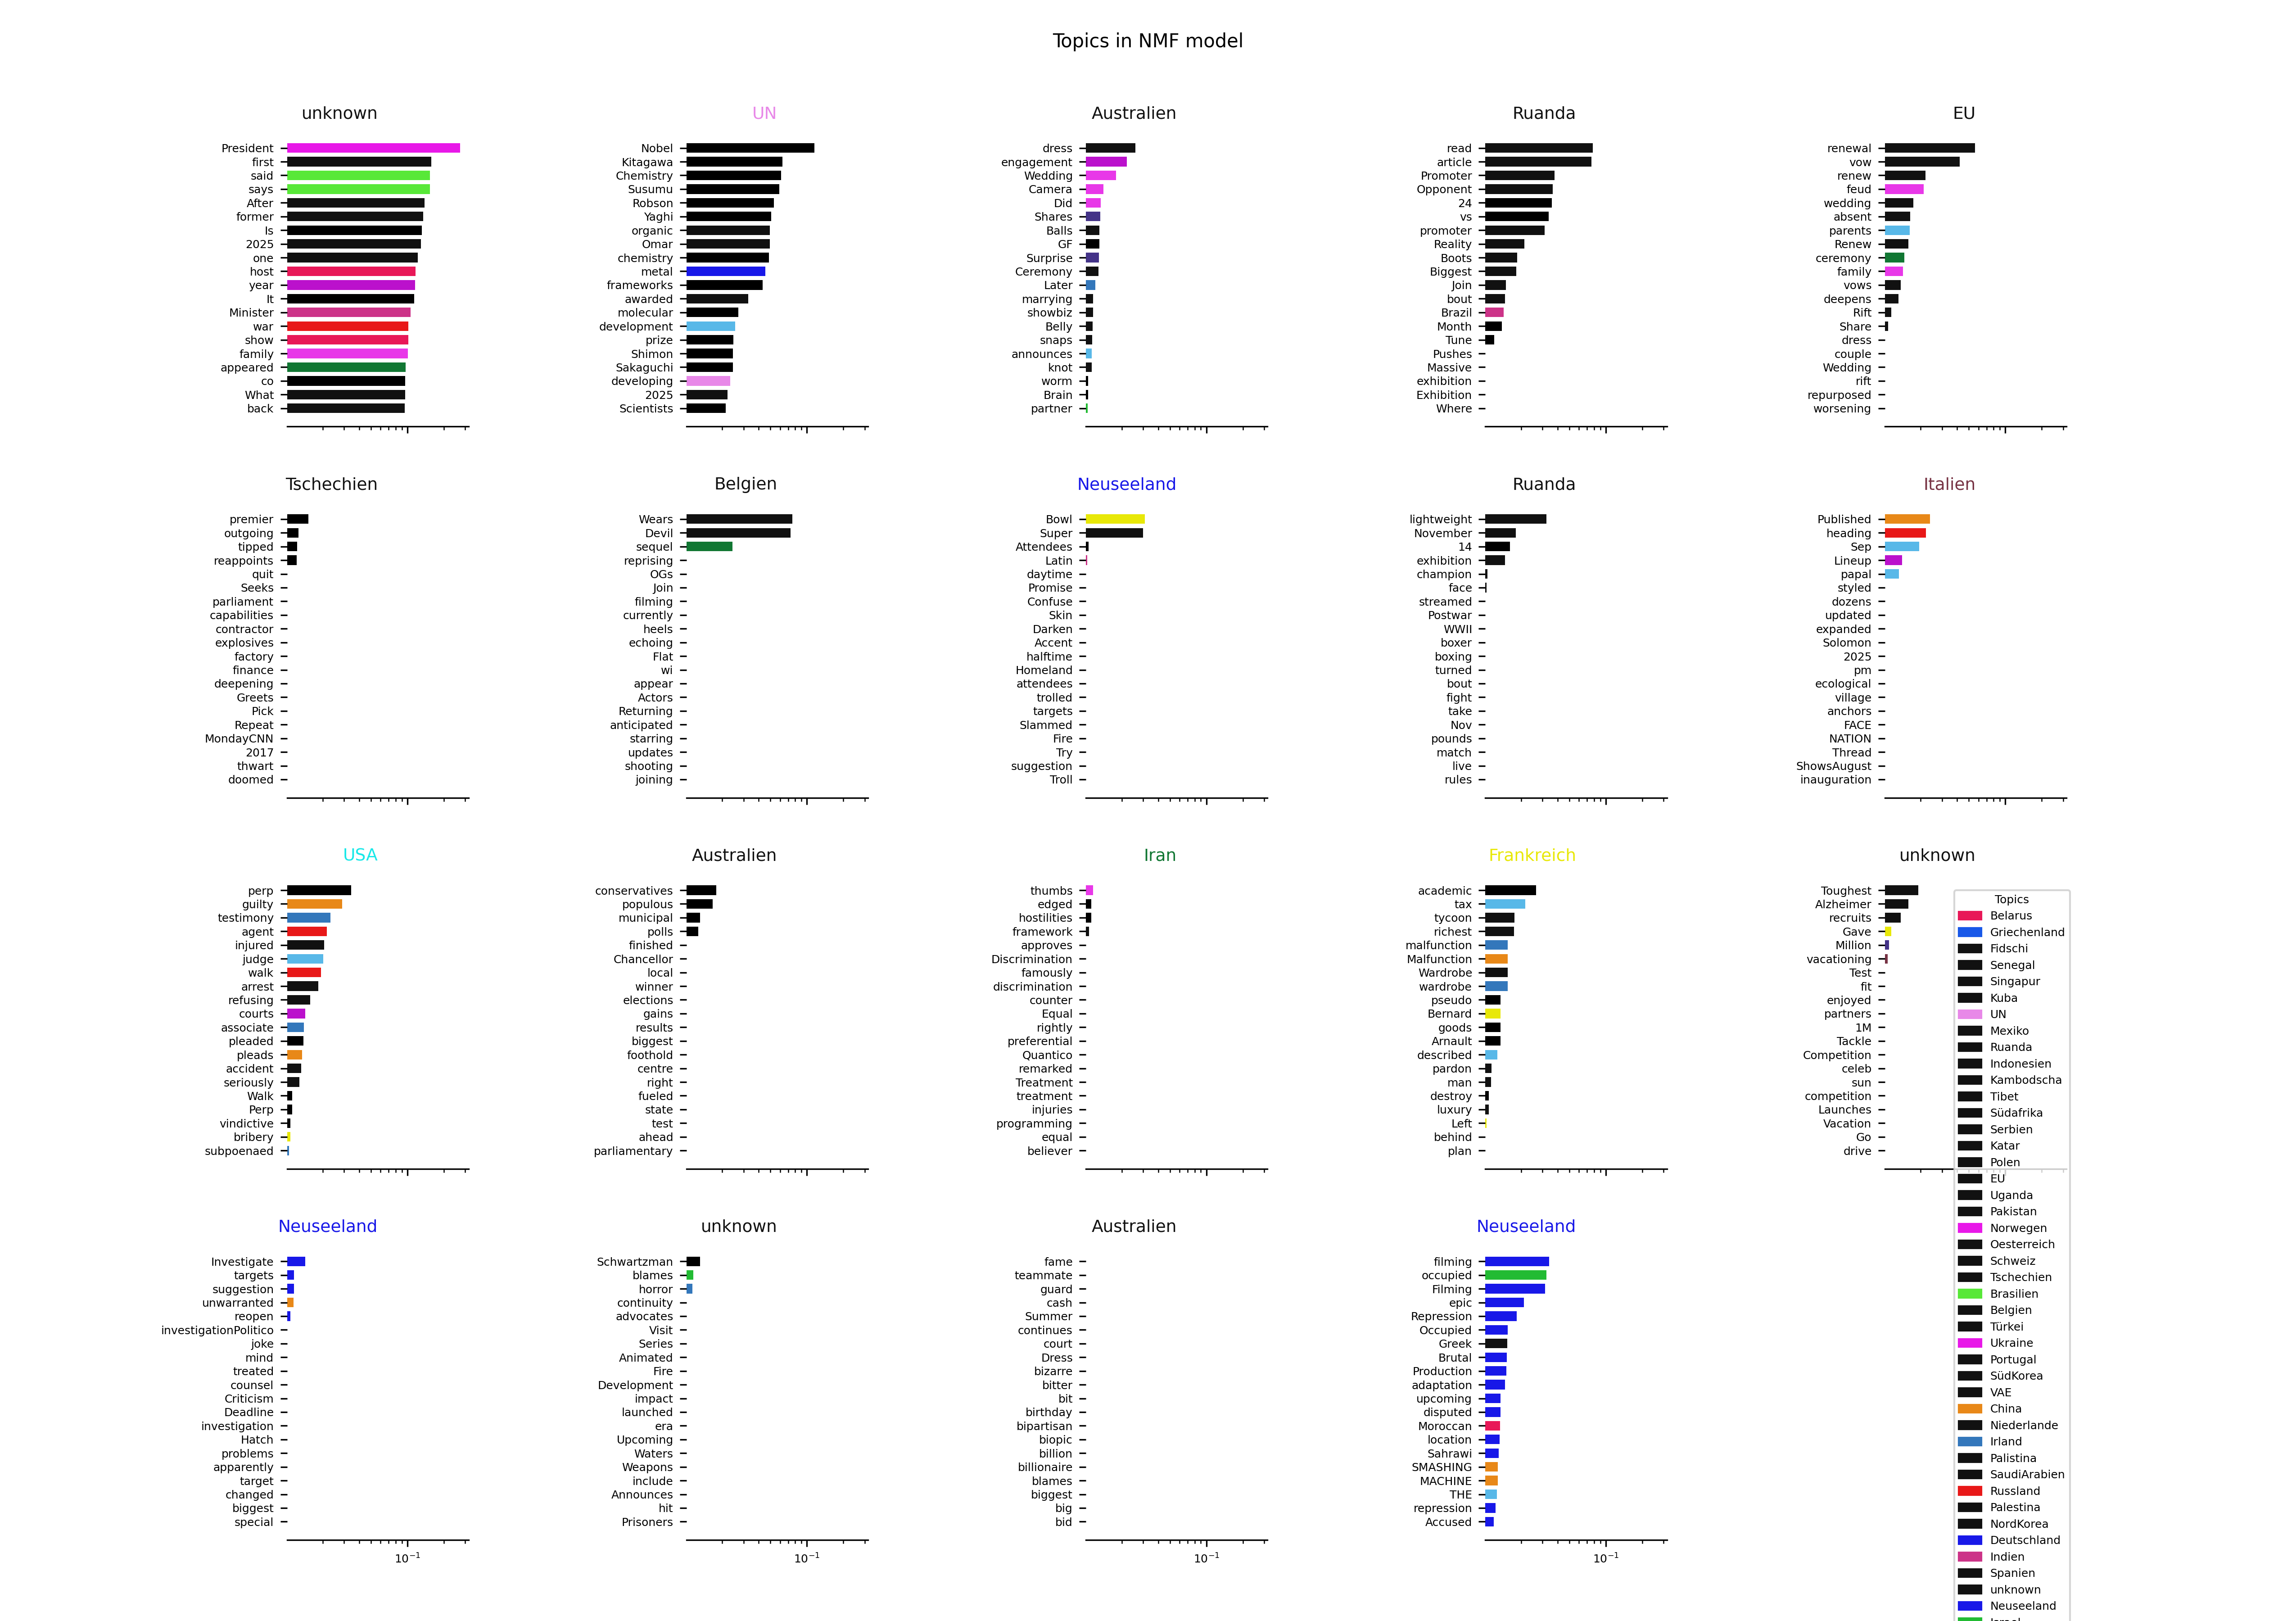 Topics in NMF model
unknown
President
first
said
says
After
former
Is
2025
one
host
year
It
Minister
war
show
family
appeared
co
What
back
UN
Nobel
Kitagawa
Chemistry
Susumu
Robson
Yaghi
organic
Omar
chemistry
metal
frameworks
awarded
molecular
development
prize
Shimon
Sakaguchi
developing
2025
Scientists
Australien
dress
engagement
Wedding
Camera
Did
Shares
Balls
GF
Surprise
Ceremony
Later
marrying
showbiz
Belly
snaps
announces
knot
worm
Brain
partner
Ruanda
read
article
Promoter
Opponent
24
vs
promoter
Reality
Boots
Biggest
Join
bout
Brazil
Month
Tune
Pushes
Massive
exhibition
Exhibition
Where
EU
renewal
vow
renew
feud
wedding
absent
parents
Renew
ceremony
family
vows
deepens
Rift
Share
dress
couple
Wedding
rift
repurposed
worsening
Tschechien
premier
outgoing
tipped
reappoints
quit
Seeks
parliament
capabilities
contractor
explosives
factory
finance
deepening
Greets
Pick
Repeat
MondayCNN
2017
thwart
doomed
Belgien
Wears
Devil
sequel
reprising
OGs
Join
filming
currently
heels
echoing
Flat
wi
appear
Actors
Returning
anticipated
starring
updates
shooting
joining
Neuseeland
Bowl
Super
Attendees
Latin
daytime
Promise
Confuse
Skin
Darken
Accent
halftime
Homeland
attendees
trolled
targets
Slammed
Fire
Try
suggestion
Troll
Ruanda
lightweight
November
14
exhibition
champion
face
streamed
Postwar
WWII
boxer
boxing
turned
bout
fight
take
Nov
pounds
match
live
rules
Italien
Published
heading
Sep
Lineup
papal
styled
dozens
updated
expanded
Solomon
2025
pm
ecological
village
anchors
FACE
NATION
Thread
ShowsAugust
inauguration
USA
perp
guilty
testimony
agent
injured
judge
walk
arrest
refusing
courts
associate
pleaded
pleads
accident
seriously
Walk
Perp
vindictive
bribery
subpoenaed
Australien
conservatives
populous
municipal
polls
finished
Chancellor
local
winner
elections
gains
results
biggest
foothold
centre
right
fueled
state
test
ahead
parliamentary
Iran
thumbs
edged
hostilities
framework
approves
Discrimination
famously
discrimination
counter
Equal
rightly
preferential
Quantico
remarked
Treatment
treatment
injuries
programming
equal
believer
Frankreich
academic
tax
tycoon
richest
malfunction
Malfunction
Wardrobe
wardrobe
pseudo
Bernard
goods
Arnault
described
pardon
man
destroy
luxury
Left
behind
plan
unknown
Toughest
Alzheimer
recruits
Gave
Million
vacationing
Test
fit
enjoyed
partners
1M
Tackle
Competition
celeb
sun
competition
Launches
Vacation
Go
drive
Neuseeland
Investigate
targets
suggestion
unwarranted
reopen
investigationPolitico
joke
mind
treated
counsel
Criticism
Deadline
investigation
Hatch
problems
apparently
target
changed
biggest
special
10⁻¹
unknown
Schwartzman
blames
horror
continuity
advocates
Visit
Series
Animated
Fire
Development
impact
launched
era
Upcoming
Waters
Weapons
include
Announces
hit
Prisoners
10⁻¹
Australien
fame
teammate
guard
cash
Summer
continues
court
Dress
bizarre
bitter
bit
birthday
bipartisan
biopic
billion
billionaire
blames
biggest
big
bid
10⁻¹
Neuseeland
filming
occupied
Filming
epic
Repression
Occupied
Greek
Brutal
Production
adaptation
upcoming
disputed
Moroccan
location
Sahrawi
SMASHING
MACHINE
THE
repression
Accused
10⁻¹
Topics
Belarus
Griechenland
Fidschi
Senegal
Singapur
Kuba
UN
Mexiko
Ruanda
Indonesien
Kambodscha
Tibet
Südafrika
Serbien
Katar
Polen
EU
Uganda
Pakistan
Norwegen
Oesterreich
Schweiz
Tschechien
Brasilien
Belgien
Türkei
Ukraine
Portugal
SüdKorea
VAE
China
Niederlande
Irland
Palistina
SaudiArabien
Russland
Palestina
NordKorea
Deutschland
Indien
Spanien
unknown
Neuseeland